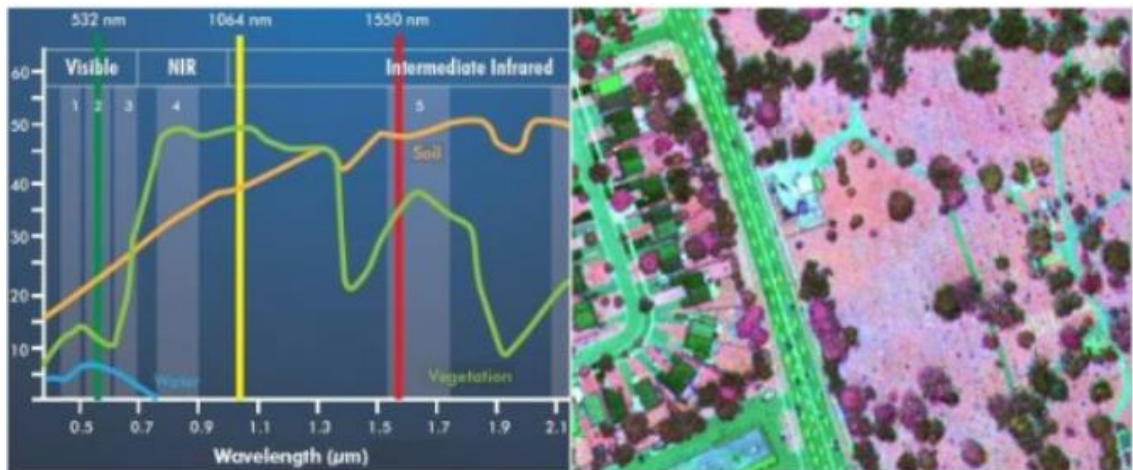 532 nm 1064 nm 1550 nm
Visible NIR Intermediate Infrared
1 2 3 4 5
60
50
40
30
20
10
Soil
Water
Vegetation
0.5 0.7 0.9 1.1 1.3 1.5 1.7 1.9 2.1
Wavelength (µm)